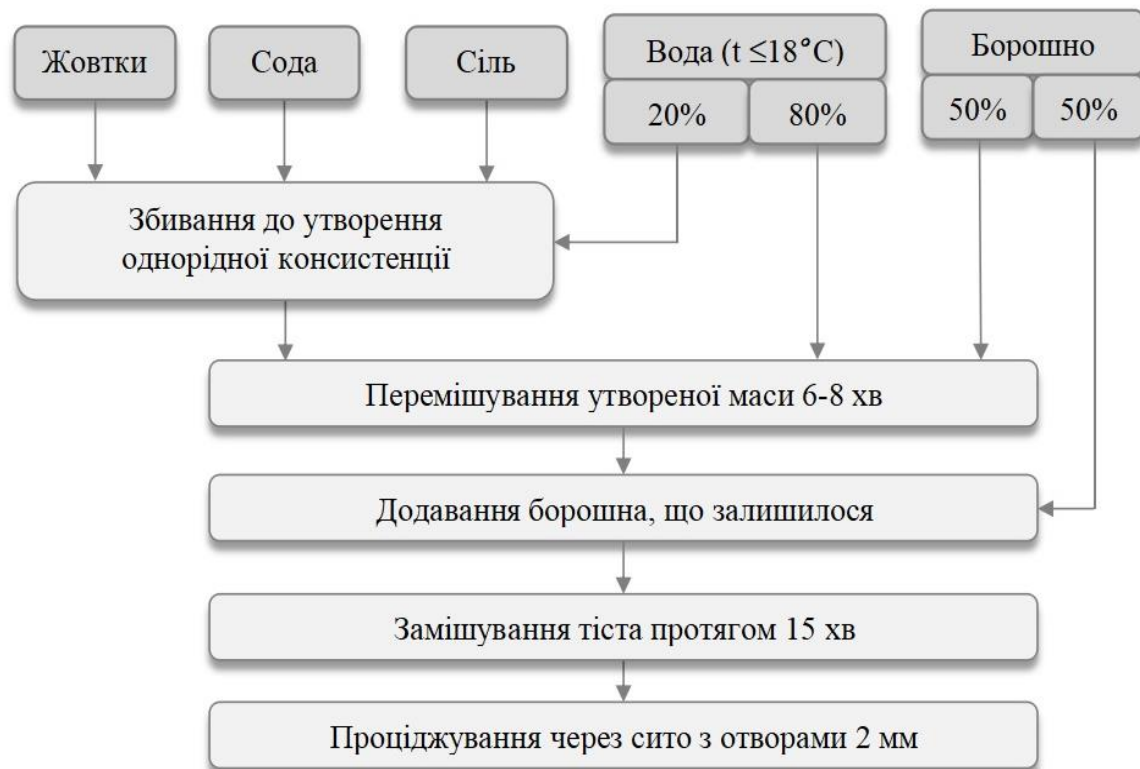 Жовтки
Сода
Сіль
Вода (t ≤18°С)
20%
80%
Борошно
50%
50%
Збивання до утворення
однорідної консистенції
Перемішування утвореної маси 6-8 хв
Додавання борошна, що залишилося
Замішування тіста протягом 15 хв
Проціджування через сито з отворами 2 мм